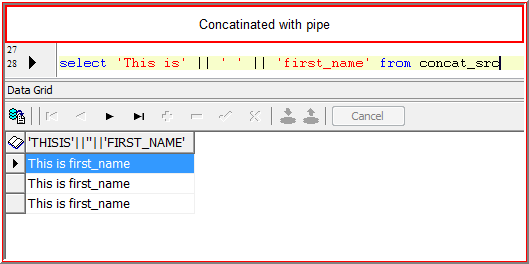 Concatinated with pipe
27
28 select 'This is' || ' ' || 'first_name' from concat_src
Data Grid
Cancel
'THISIS'||''||'FIRST_NAME'
This is first_name
This is first_name
This is first_name